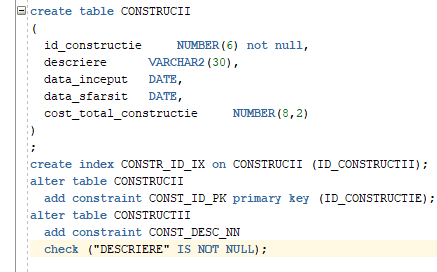 create table CONSTRUCII
(
id_constructie NUMBER(6) not null,
descriere VARCHAR2(30),
data_inceput DATE,
data_sfarsit DATE,
cost_total_constructie NUMBER(8,2)
)
;
create index CONSTR_ID_IX on CONSTRUCII (ID_CONSTRUCTII);
alter table CONSTRUCII
add constraint CONST_ID_PK primary key (ID_CONSTRUCTIE);
alter table CONSTRUCTII
add constraint CONST_DESC_NN
check ("DESCRIERE" IS NOT NULL);